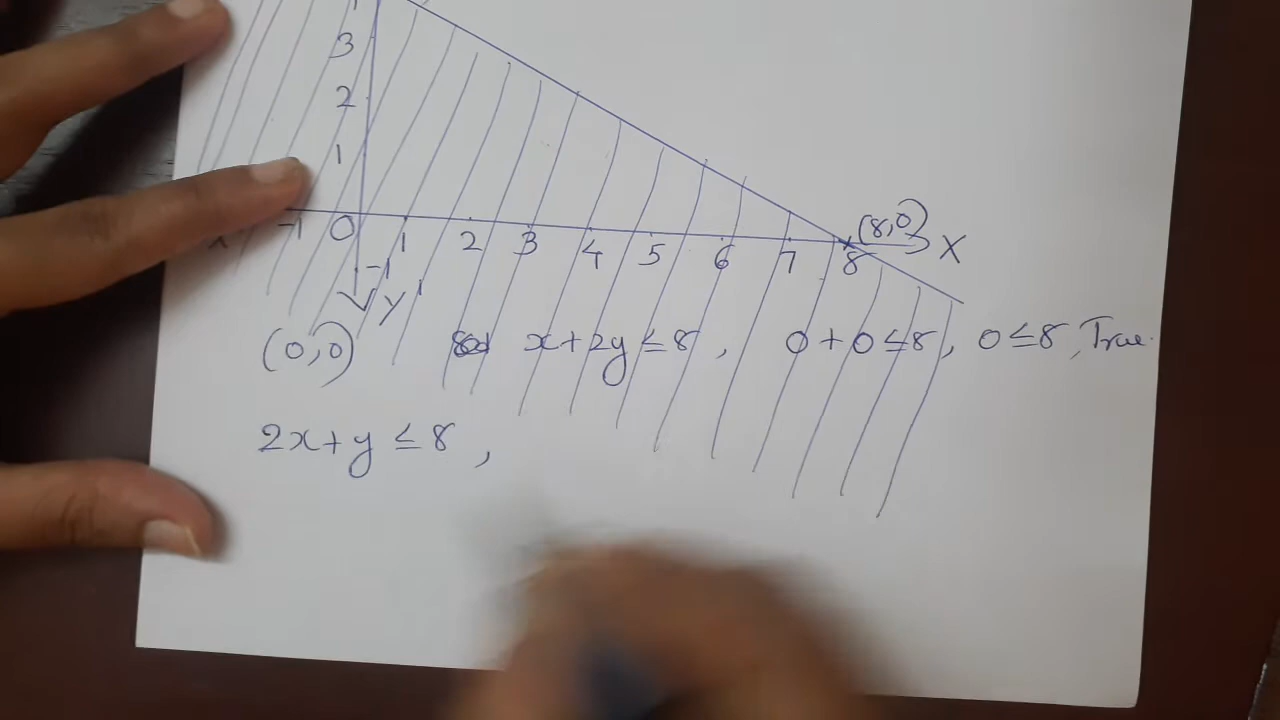 3
2
1
-1 0 1 2 3 4 5 6 7 8 (8,0) X
-1
Y
(0,0) x+2y ≤ 8 , 0+0 ≤ 8, 0 ≤ 8, True.
2x+y ≤ 8 ,